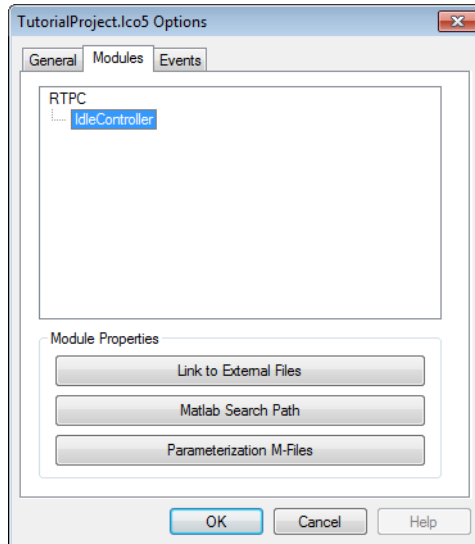 TutorialProject.lco5 Options
General Modules Events
RTPC
IdleController
Module Properties
Link to External Files
Matlab Search Path
Parameterization M-Files
OK Cancel Help